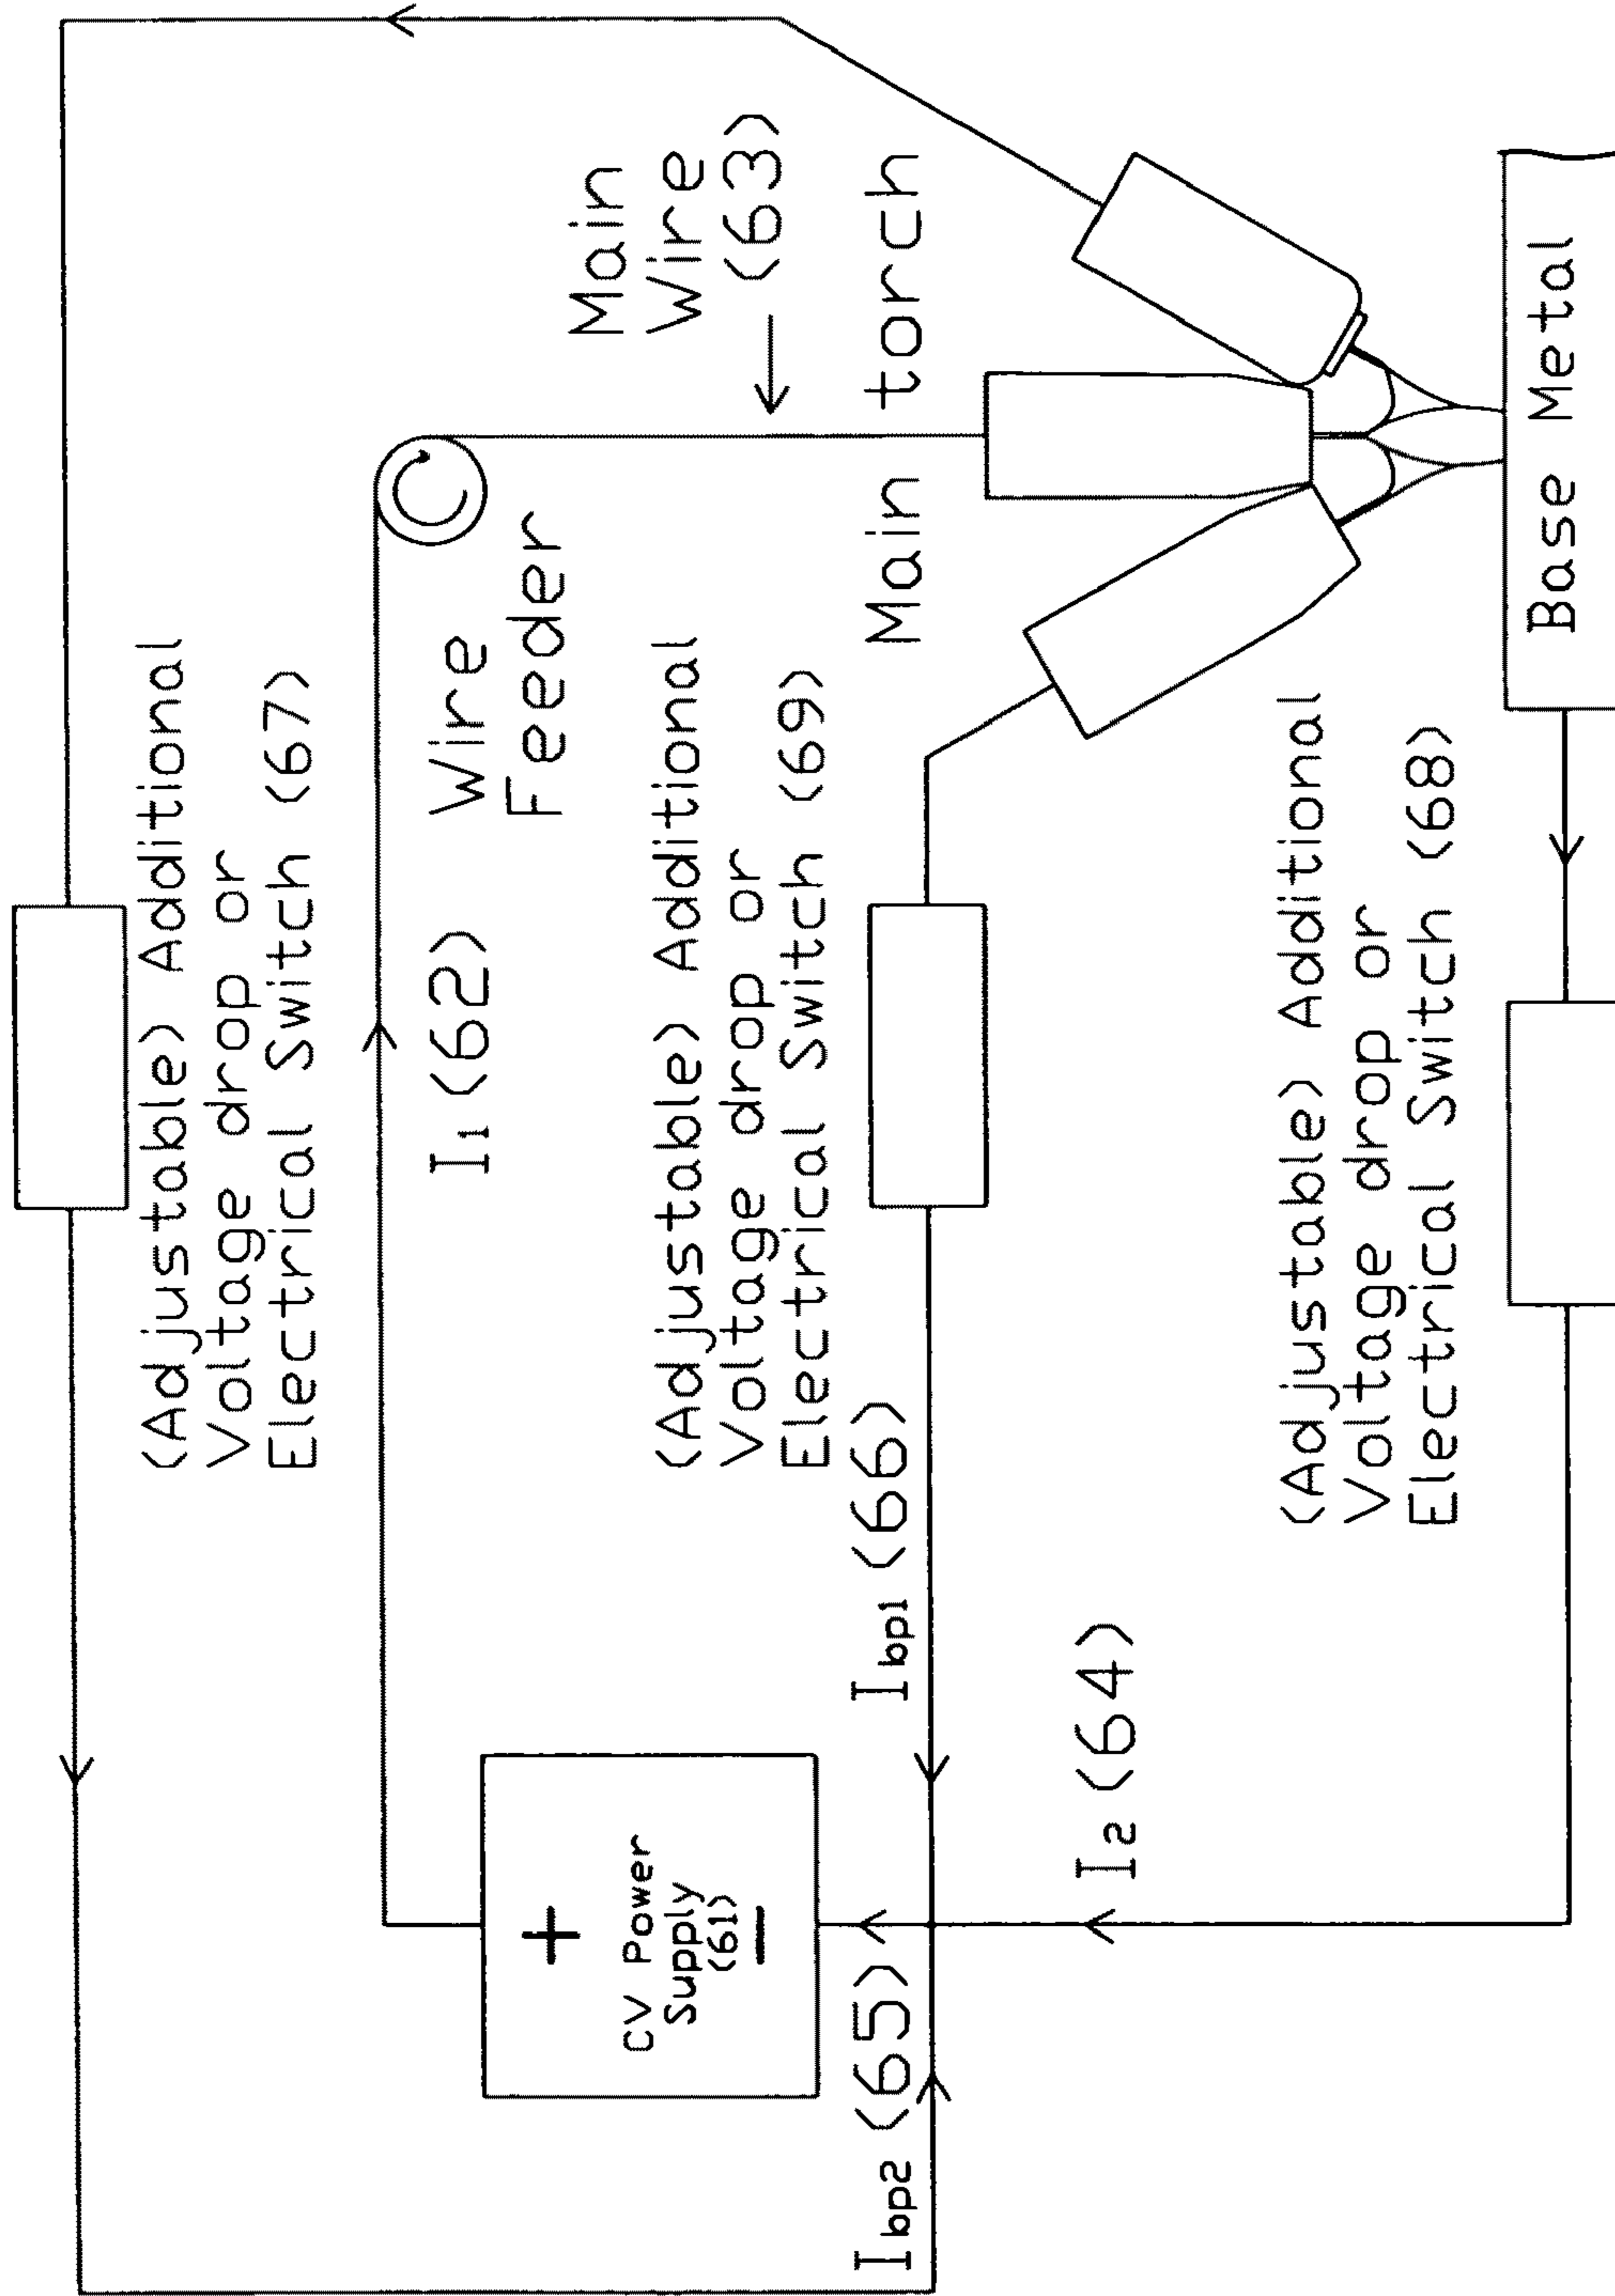 (Adjustable) Additional
Voltage drop or
Electrical Switch (67)
I1 (62)
Wire
Feeder
Main
Wire
(63)
CV Power
Supply
(61)
+
−
(Adjustable) Additional
Voltage drop or
Electrical Switch (69)
Main torch
Ibp2 (65)
Ibp1 (66)
I2 (64)
(Adjustable) Additional
Voltage drop or
Electrical Switch (68)
Base Metal